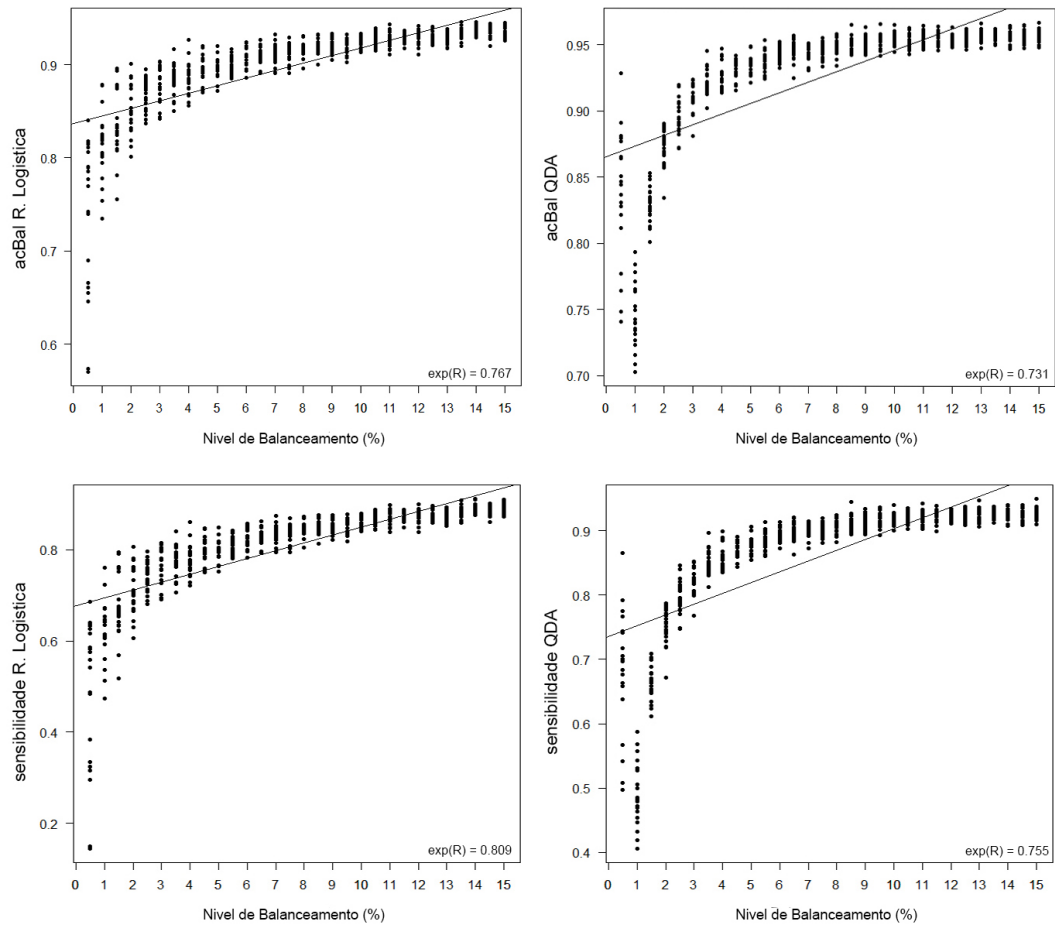 acBal R. Logistica
0.9
0.8
0.7
0.6
exp(R) = 0.767
0 1 2 3 4 5 6 7 8 9 10 11 12 13 14 15
Nivel de Balanceamento (%)
acBal QDA
0.95
0.90
0.85
0.80
0.75
0.70
exp(R) = 0.731
0 1 2 3 4 5 6 7 8 9 10 11 12 13 14 15
Nivel de Balanceamento (%)
sensibilidade R. Logistica
0.8
0.6
0.4
0.2
exp(R) = 0.809
0 1 2 3 4 5 6 7 8 9 10 11 12 13 14 15
Nivel de Balanceamento (%)
sensibilidade QDA
0.9
0.8
0.7
0.6
0.5
0.4
exp(R) = 0.755
0 1 2 3 4 5 6 7 8 9 10 11 12 13 14 15
Nivel de Balanceamento (%)